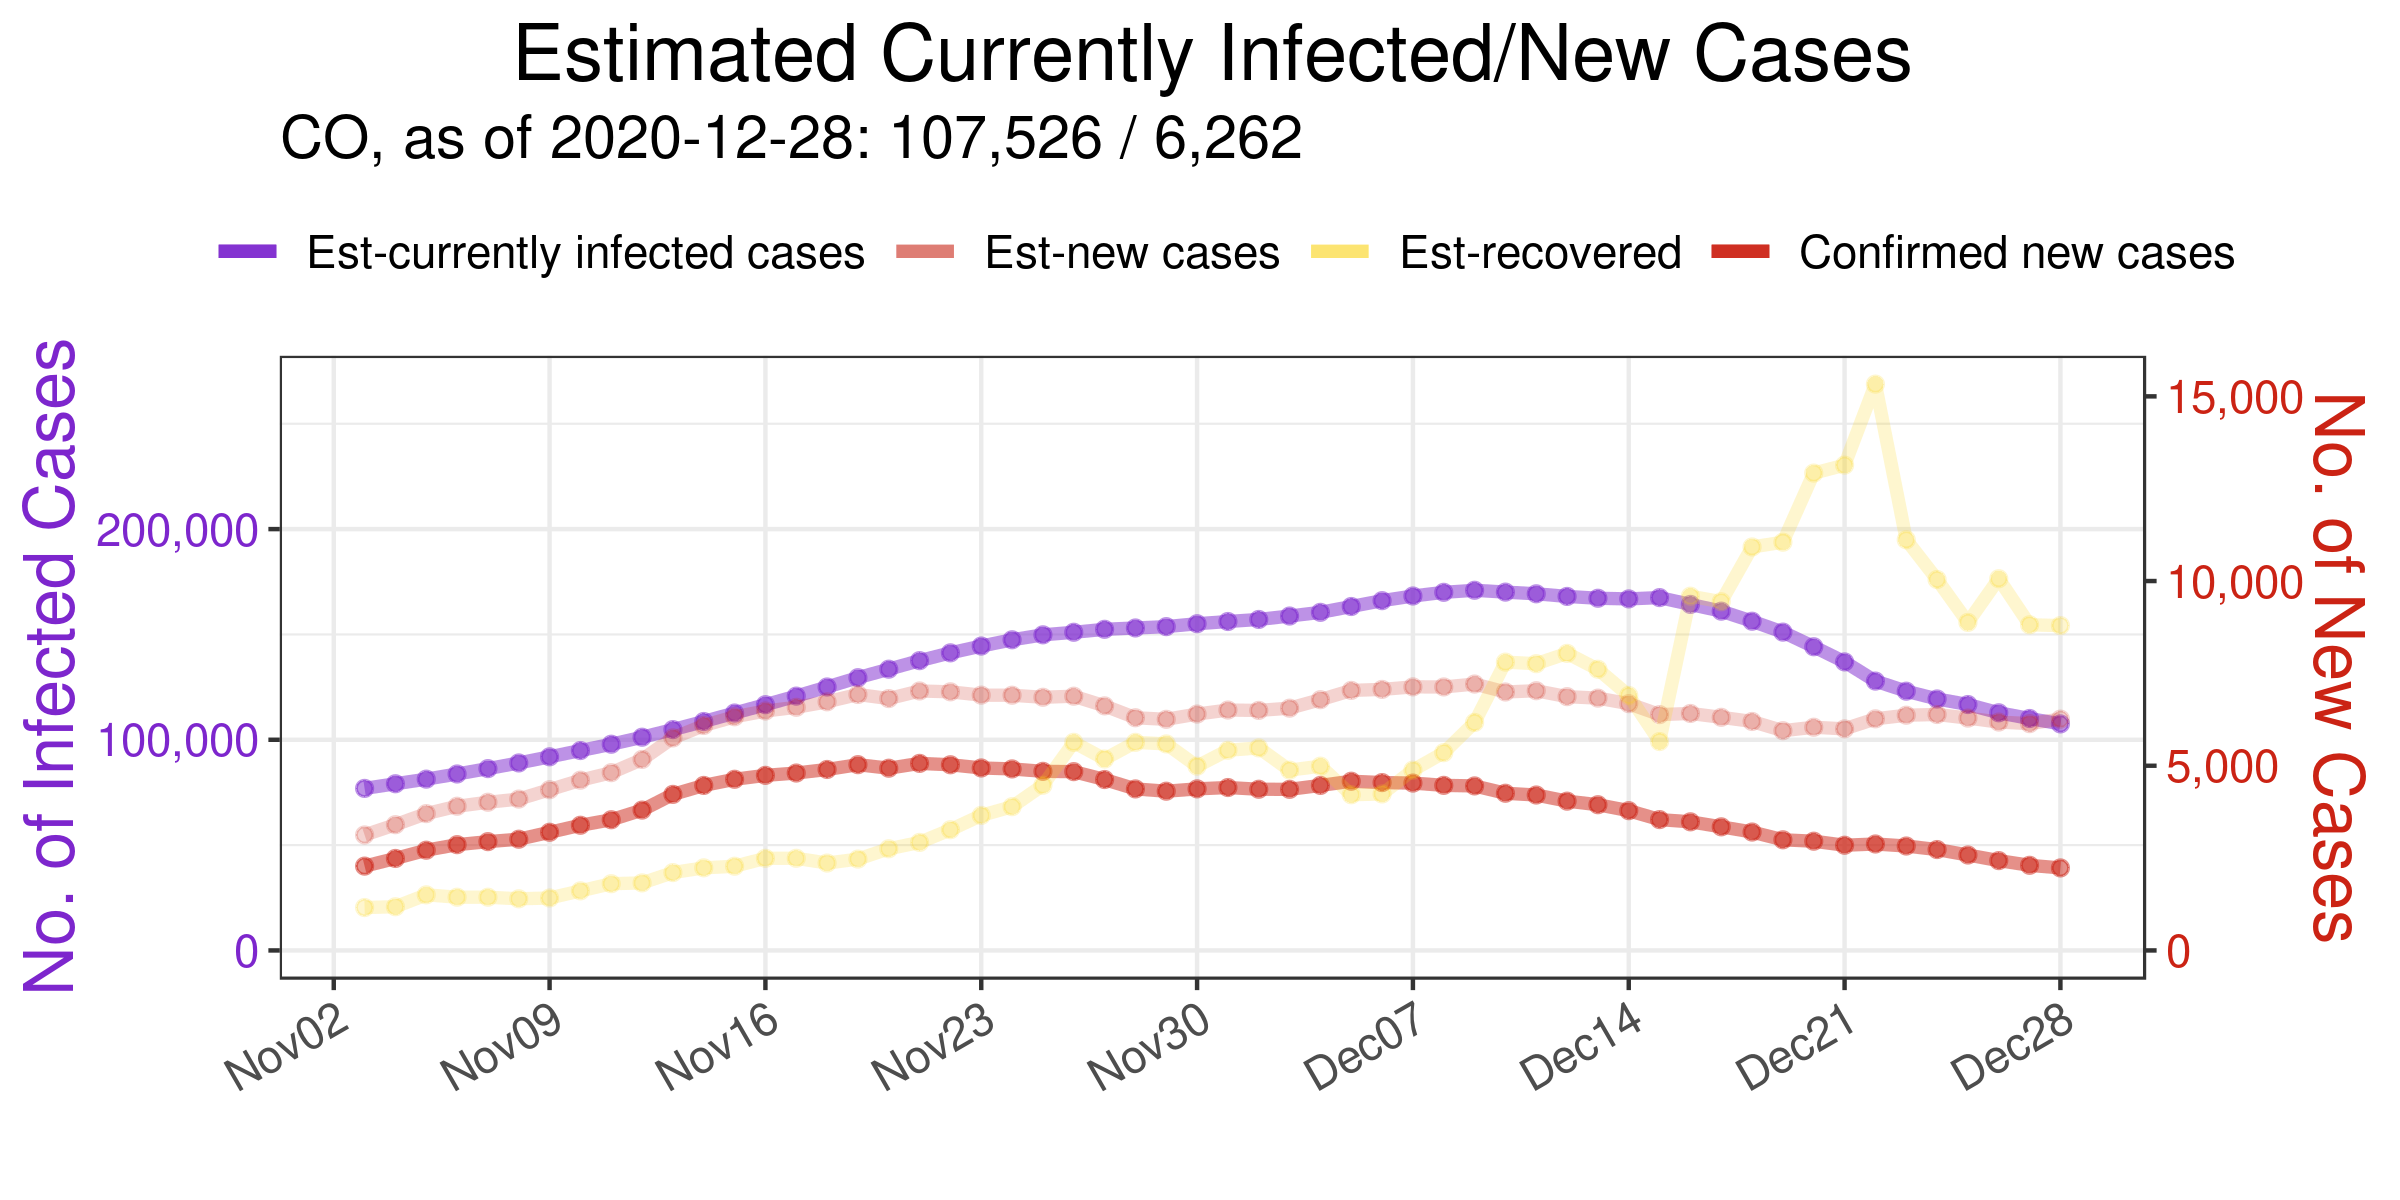 Estimated Currently Infected/New Cases
CO, as of 2020-12-28: 107,526 / 6,262
Est-currently infected cases Est-new cases Est-recovered Confirmed new cases
No. of Infected Cases
200,000
100,000
0
15,000
10,000
5,000
0
No. of New Cases
Nov02 Nov09 Nov16 Nov23 Nov30 Dec07 Dec14 Dec21 Dec28